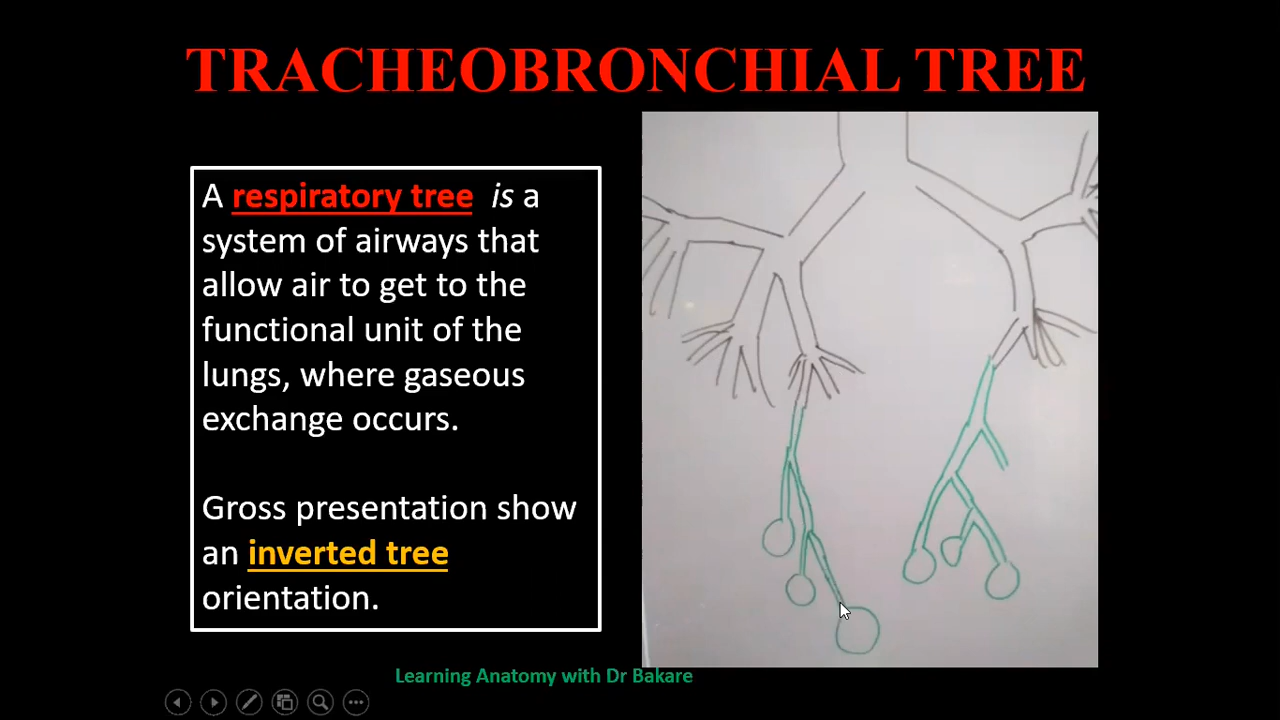 TRACHEOBRONCHIAL TREE
A respiratory tree is a
system of airways that
allow air to get to the
functional unit of the
lungs, where gaseous
exchange occurs.
Gross presentation show
an inverted tree
orientation.
Learning Anatomy with Dr Bakare